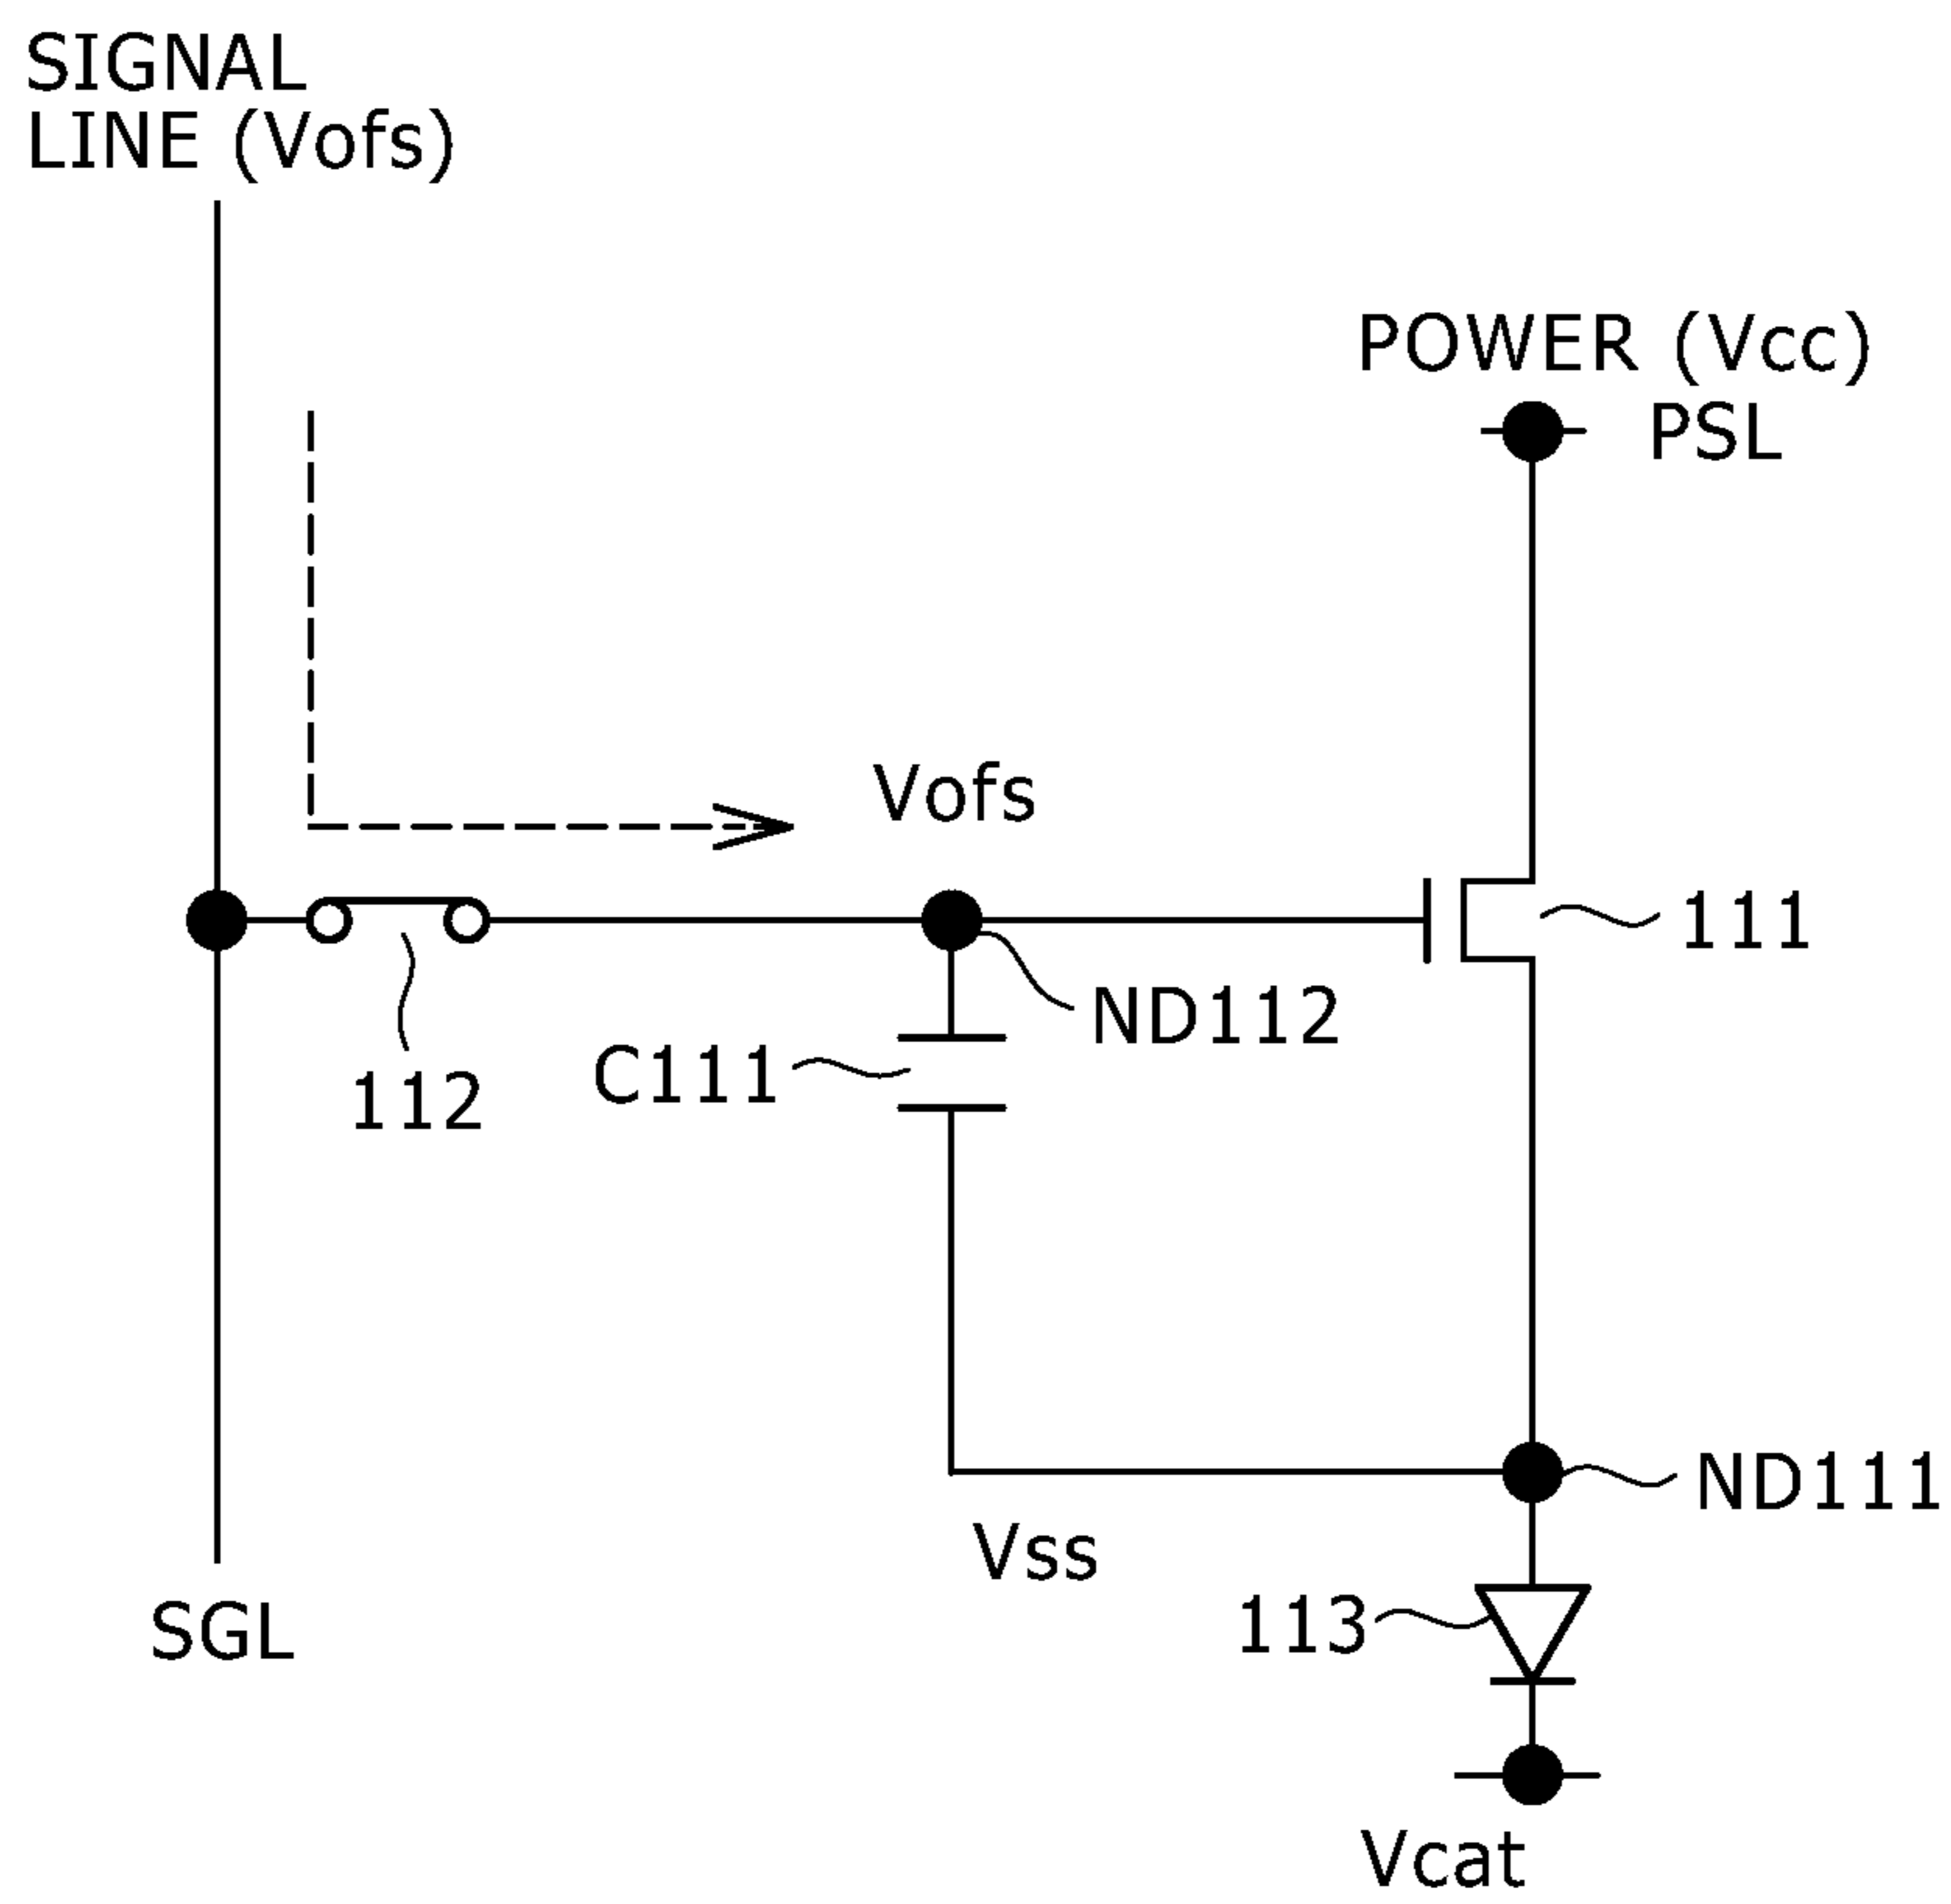 SIGNAL
LINE (Vofs)
POWER (Vcc)
PSL
Vofs
111
ND112
C111
112
ND111
Vss
113
SGL
Vcat